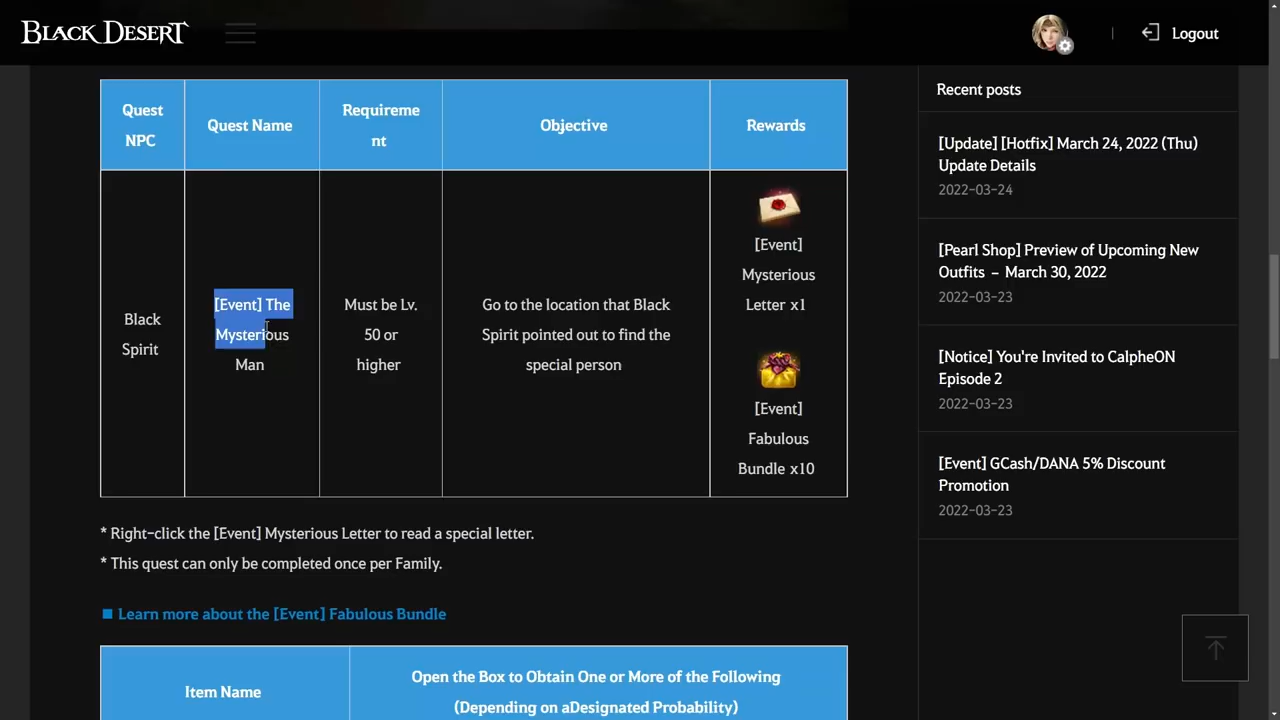 BLACK DESERT
Logout
Quest
NPC
Quest Name
Requireme
nt
Objective
Rewards
Black
Spirit
[Event] The
Mysterious
Man
Must be Lv.
50 or
higher
Go to the location that Black
Spirit pointed out to find the
special person
[Event]
Mysterious
Letter x1
[Event]
Fabulous
Bundle x10
* Right-click the [Event] Mysterious Letter to read a special letter.
* This quest can only be completed once per Family.
■ Learn more about the [Event] Fabulous Bundle
Item Name
Open the Box to Obtain One or More of the Following
(Depending on aDesignated Probability)
Recent posts
[Update] [Hotfix] March 24, 2022 (Thu)
Update Details
2022-03-24
[Pearl Shop] Preview of Upcoming New
Outfits - March 30, 2022
2022-03-23
[Notice] You're Invited to CalpheON
Episode 2
2022-03-23
[Event] GCash/DANA 5% Discount
Promotion
2022-03-23